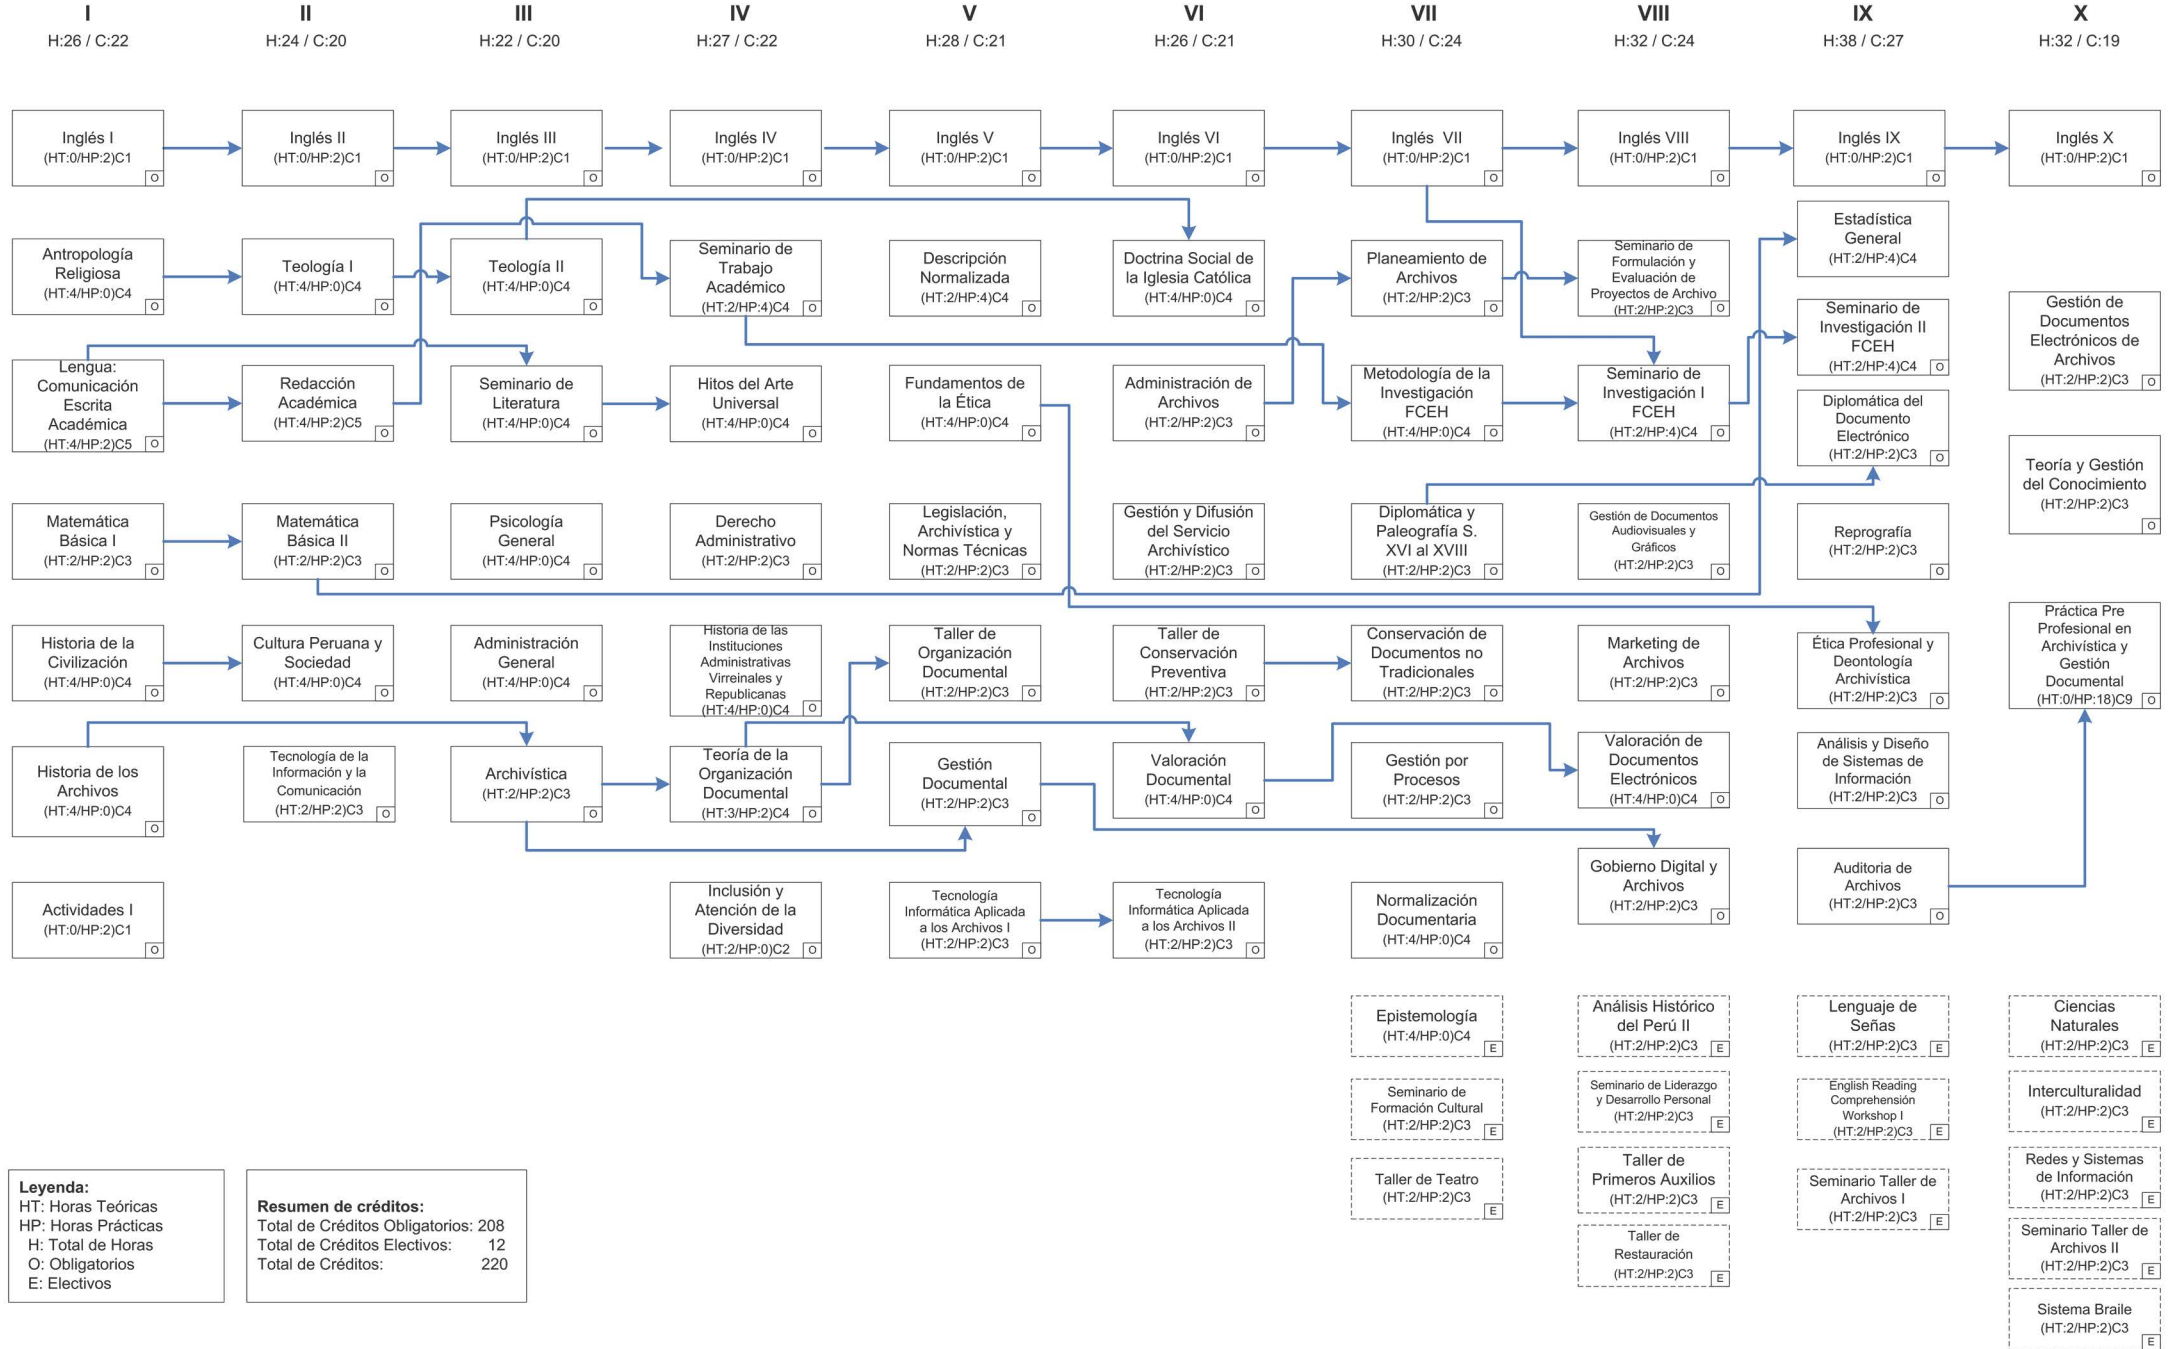 I
H:26 / C:22
II
H:24 / C:20
III
H:22 / C:20
IV
H:27 / C:22
V
H:28 / C:21
VI
H:26 / C:21
VII
H:30 / C:24
VIII
H:32 / C:24
IX
H:38 / C:27
X
H:32 / C:19
Inglés I
(HT:0/HP:2)C1
O
Inglés II
(HT:0/HP:2)C1
O
Inglés III
(HT:0/HP:2)C1
O
Inglés IV
(HT:0/HP:2)C1
O
Inglés V
(HT:0/HP:2)C1
O
Inglés VI
(HT:0/HP:2)C1
O
Inglés VII
(HT:0/HP:2)C1
O
Inglés VIII
(HT:0/HP:2)C1
O
Inglés IX
(HT:0/HP:2)C1
O
Inglés X
(HT:0/HP:2)C1
O
Antropología
Religiosa
(HT:4/HP:0)C4
O
Teología I
(HT:4/HP:0)C4
O
Teología II
(HT:4/HP:0)C4
O
Seminario de
Trabajo
Académico
(HT:2/HP:4)C4
O
Descripción
Normalizada
(HT:2/HP:4)C4
O
Doctrina Social de
la Iglesia Católica
(HT:4/HP:0)C4
O
Planeamiento de
Archivos
(HT:2/HP:2)C3
O
Seminario de
Formulación y
Evaluación de
Proyectos de Archivo
(HT:2/HP:2)C3
O
Estadística
General
(HT:2/HP:4)C4
Seminario de
Investigación II
FCEH
(HT:2/HP:4)C4
O
Gestión de
Documentos
Electrónicos de
Archivos
(HT:2/HP:2)C3
O
Lengua:
Comunicación
Escrita
Académica
(HT:4/HP:2)C5
O
Redacción
Académica
(HT:4/HP:2)C5
O
Seminario de
Literatura
(HT:4/HP:0)C4
O
Hitos del Arte
Universal
(HT:4/HP:0)C4
O
Fundamentos de
la Ética
(HT:4/HP:0)C4
O
Administración de
Archivos
(HT:2/HP:2)C3
O
Metodología de la
Investigación
FCEH
(HT:4/HP:0)C4
O
Seminario de
Investigación I
FCEH
(HT:2/HP:4)C4
O
Diplomática del
Documento
Electrónico
(HT:2/HP:2)C3
O
Teoría y Gestión
del Conocimiento
(HT:2/HP:2)C3
O
Matemática
Básica I
(HT:2/HP:2)C3
O
Matemática
Básica II
(HT:2/HP:2)C3
O
Psicología
General
(HT:4/HP:0)C4
O
Derecho
Administrativo
(HT:2/HP:2)C3
O
Legislación,
Archivística y
Normas Técnicas
(HT:2/HP:2)C3
O
Gestión y Difusión
del Servicio
Archivístico
(HT:2/HP:2)C3
O
Diplomática y
Paleografía S.
XVI al XVIII
(HT:2/HP:2)C3
O
Gestión de Documentos
Audiovisuales y
Gráficos
(HT:2/HP:2)C3
O
Reprografía
(HT:2/HP:2)C3
O
Historia de la
Civilización
(HT:4/HP:0)C4
O
Cultura Peruana y
Sociedad
(HT:4/HP:0)C4
O
Administración
General
(HT:4/HP:0)C4
O
Historia de las
Instituciones
Administrativas
Virreinales y
Republicanas
(HT:4/HP:0)C4
O
Taller de
Organización
Documental
(HT:2/HP:2)C3
O
Taller de
Conservación
Preventiva
(HT:2/HP:2)C3
O
Conservación de
Documentos no
Tradicionales
(HT:2/HP:2)C3
O
Marketing de
Archivos
(HT:2/HP:2)C3
O
Ética Profesional y
Deontología
Archivística
(HT:2/HP:2)C3
O
Práctica Pre
Profesional en
Archivística y
Gestión
Documental
(HT:0/HP:18)C9
O
Historia de los
Archivos
(HT:4/HP:0)C4
O
Tecnología de la
Información y la
Comunicación
(HT:2/HP:2)C3
O
Archivística
(HT:2/HP:2)C3
O
Teoría de la
Organización
Documental
(HT:3/HP:2)C4
O
Gestión
Documental
(HT:2/HP:2)C3
O
Valoración
Documental
(HT:4/HP:0)C4
O
Gestión por
Procesos
(HT:2/HP:2)C3
O
Valoración de
Documentos
Electrónicos
(HT:4/HP:0)C4
O
Análisis y Diseño
de Sistemas de
Información
(HT:2/HP:2)C3
O
Actividades I
(HT:0/HP:2)C1
O
Inclusión y
Atención de la
Diversidad
(HT:2/HP:0)C2
O
Tecnología
Informática Aplicada
a los Archivos I
(HT:2/HP:2)C3
O
Tecnología
Informática Aplicada
a los Archivos II
(HT:2/HP:2)C3
O
Normalización
Documentaria
(HT:4/HP:0)C4
O
Gobierno Digital y
Archivos
(HT:2/HP:2)C3
O
Auditoria de
Archivos
(HT:2/HP:2)C3
O
Epistemología
(HT:4/HP:0)C4
E
Análisis Histórico
del Perú II
(HT:2/HP:2)C3
E
Lenguaje de
Señas
(HT:2/HP:2)C3
E
Ciencias
Naturales
(HT:2/HP:2)C3
E
Seminario de
Formación Cultural
(HT:2/HP:2)C3
E
Seminario de Liderazgo
y Desarrollo Personal
(HT:2/HP:2)C3
E
English Reading
Comprehensión
Workshop I
(HT:2/HP:2)C3
E
Interculturalidad
(HT:2/HP:2)C3
E
Taller de Teatro
(HT:2/HP:2)C3
E
Taller de
Primeros Auxilios
(HT:2/HP:2)C3
E
Seminario Taller de
Archivos I
(HT:2/HP:2)C3
E
Redes y Sistemas
de Información
(HT:2/HP:2)C3
E
Taller de
Restauración
(HT:2/HP:2)C3
E
Seminario Taller de
Archivos II
(HT:2/HP:2)C3
E
Sistema Braile
(HT:2/HP:2)C3
E
Leyenda:
HT: Horas Teóricas
HP: Horas Prácticas
H: Total de Horas
O: Obligatorios
E: Electivos
Resumen de créditos:
Total de Créditos Obligatorios: 208
Total de Créditos Electivos: 12
Total de Créditos: 220